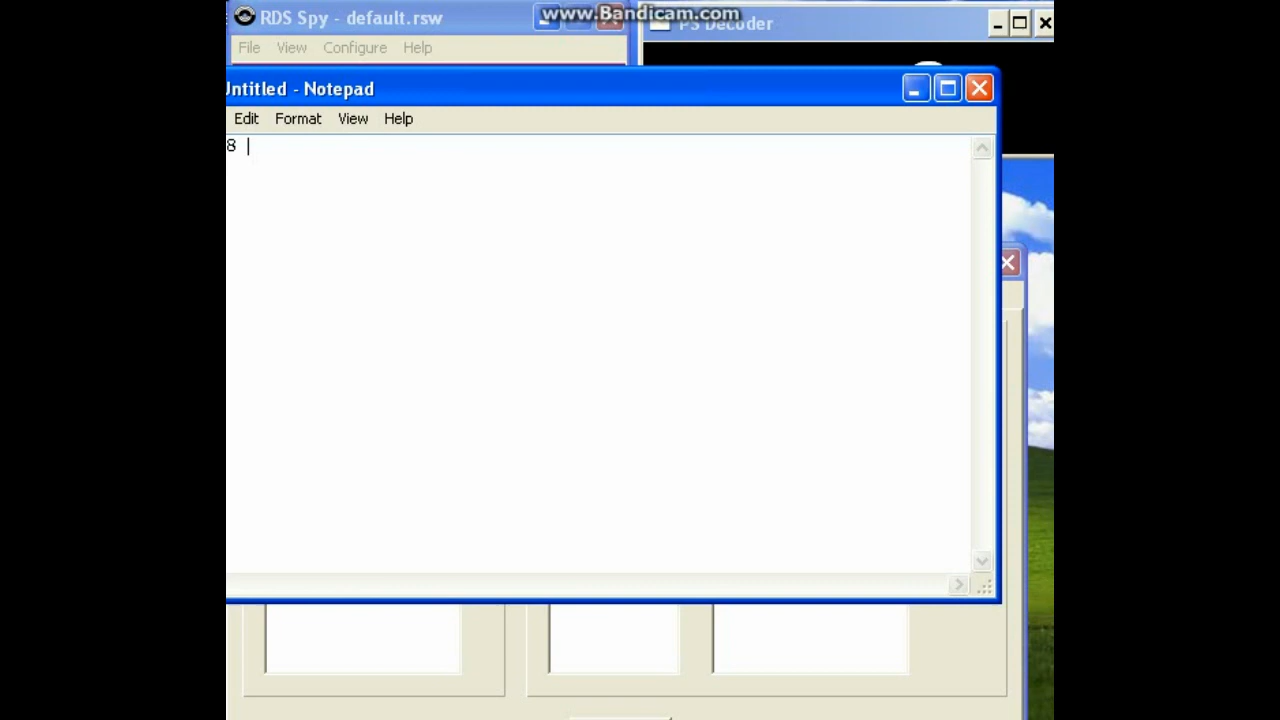 RDS Spy - default.rsw
www.Bandicam.com
PS Decoder
File View Configure Help
Untitled - Notepad
Edit Format View Help
8